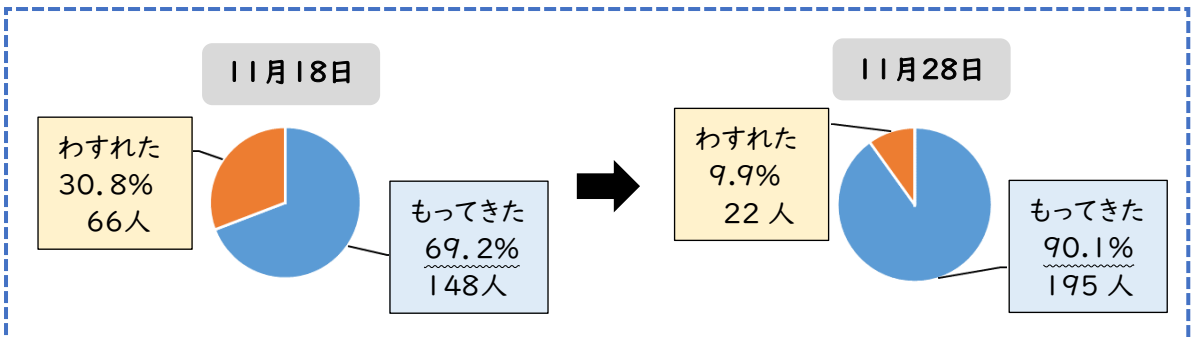 11月18日
わすれた
30.8%
66人
もってきた
69.2%
148人
11月28日
わすれた
9.9%
22 人
もってきた
90.1%
195 人